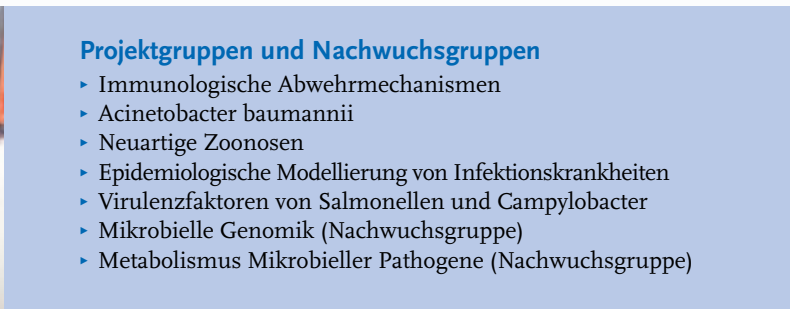 Projektgruppen und Nachwuchsgruppen
‣ Immunologische Abwehrmechanismen
‣ Acinetobacter baumannii
‣ Neuartige Zoonosen
‣ Epidemiologische Modellierung von Infektionskrankheiten
‣ Virulenzfaktoren von Salmonellen und Campylobacter
‣ Mikrobielle Genomik (Nachwuchsgruppe)
‣ Metabolismus Mikrobieller Pathogene (Nachwuchsgruppe)